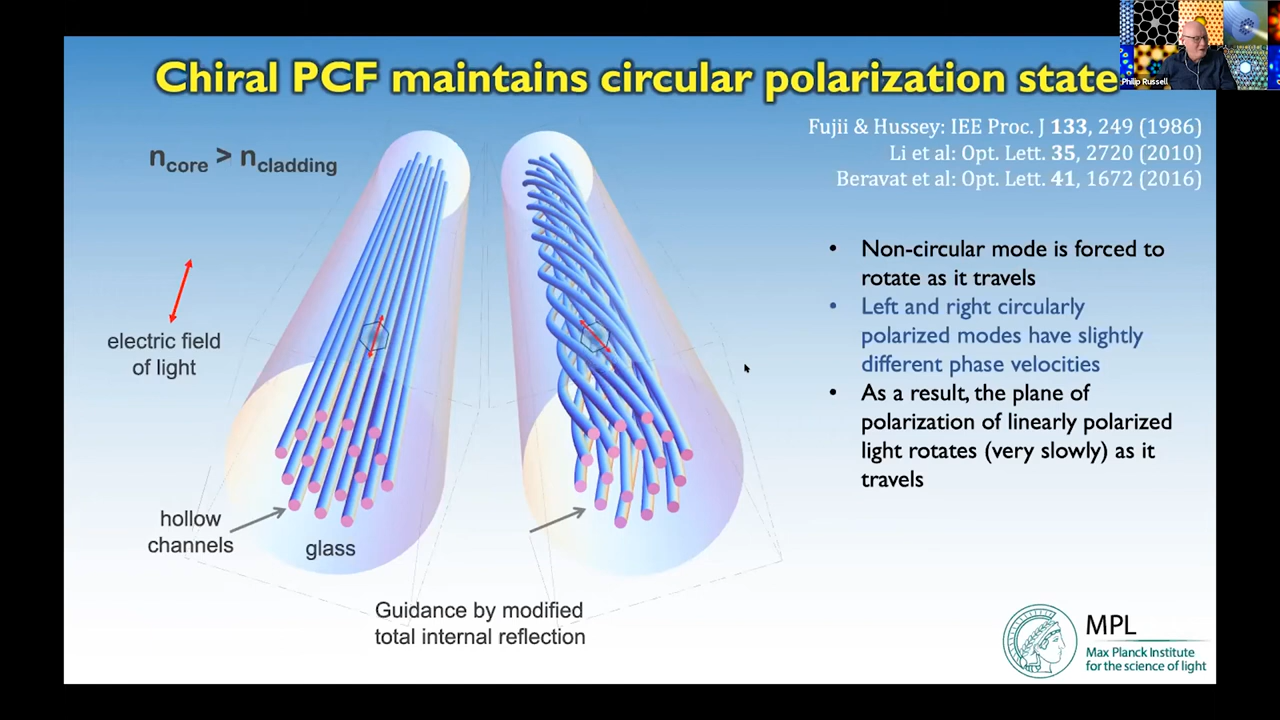 Chiral PCF maintains circular polarization state
Philip Russell
n_core > n_cladding
Fujii & Hussey: IEE Proc. J 133, 249 (1986)
Li et al: Opt. Lett. 35, 2720 (2010)
Beravat et al: Opt. Lett. 41, 1672 (2016)
electric field
of light
• Non-circular mode is forced to
rotate as it travels
• Left and right circularly
polarized modes have slightly
different phase velocities
• As a result, the plane of
polarization of linearly polarized
light rotates (very slowly) as it
travels
hollow
channels
glass
Guidance by modified
total internal reflection
MPL
Max Planck Institute
for the science of light